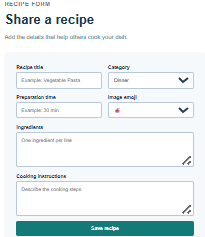 RECIPE FORM
Share a recipe
Add the details that help others cook your dish.
Recipe title
Category
Example: Vegetable Pasta
Dinner
Preparation time
Image emoji
Example: 30 min
Ingredients
One ingredient per line
Cooking instructions
Describe the cooking steps
Save recipe